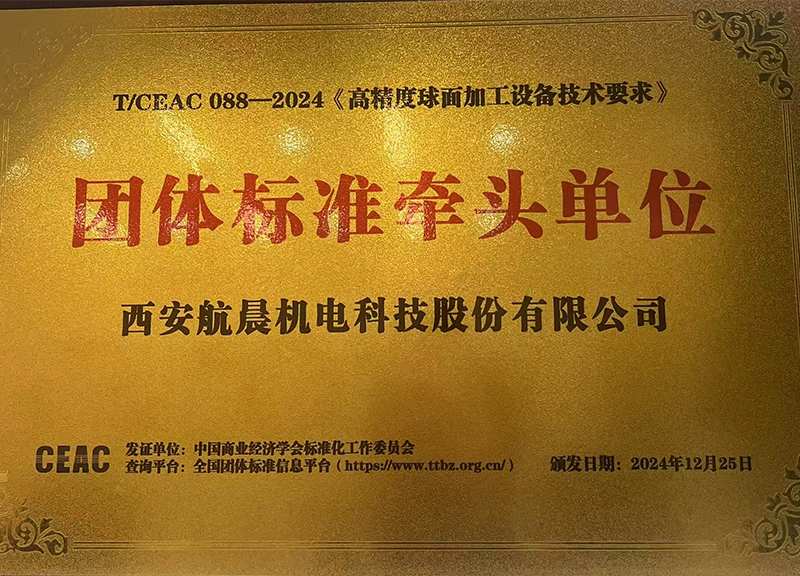 T/CEAC 088—2024《高精度球面加工设备技术要求》
团体标准牵头单位
西安航晨机电科技股份有限公司
CEAC
发证单位：中国商业经济学会标准化工作委员会
查询平台：全国团体标准信息平台（https://www.ttbz.org.cn/）
颁发日期：2024年12月25日